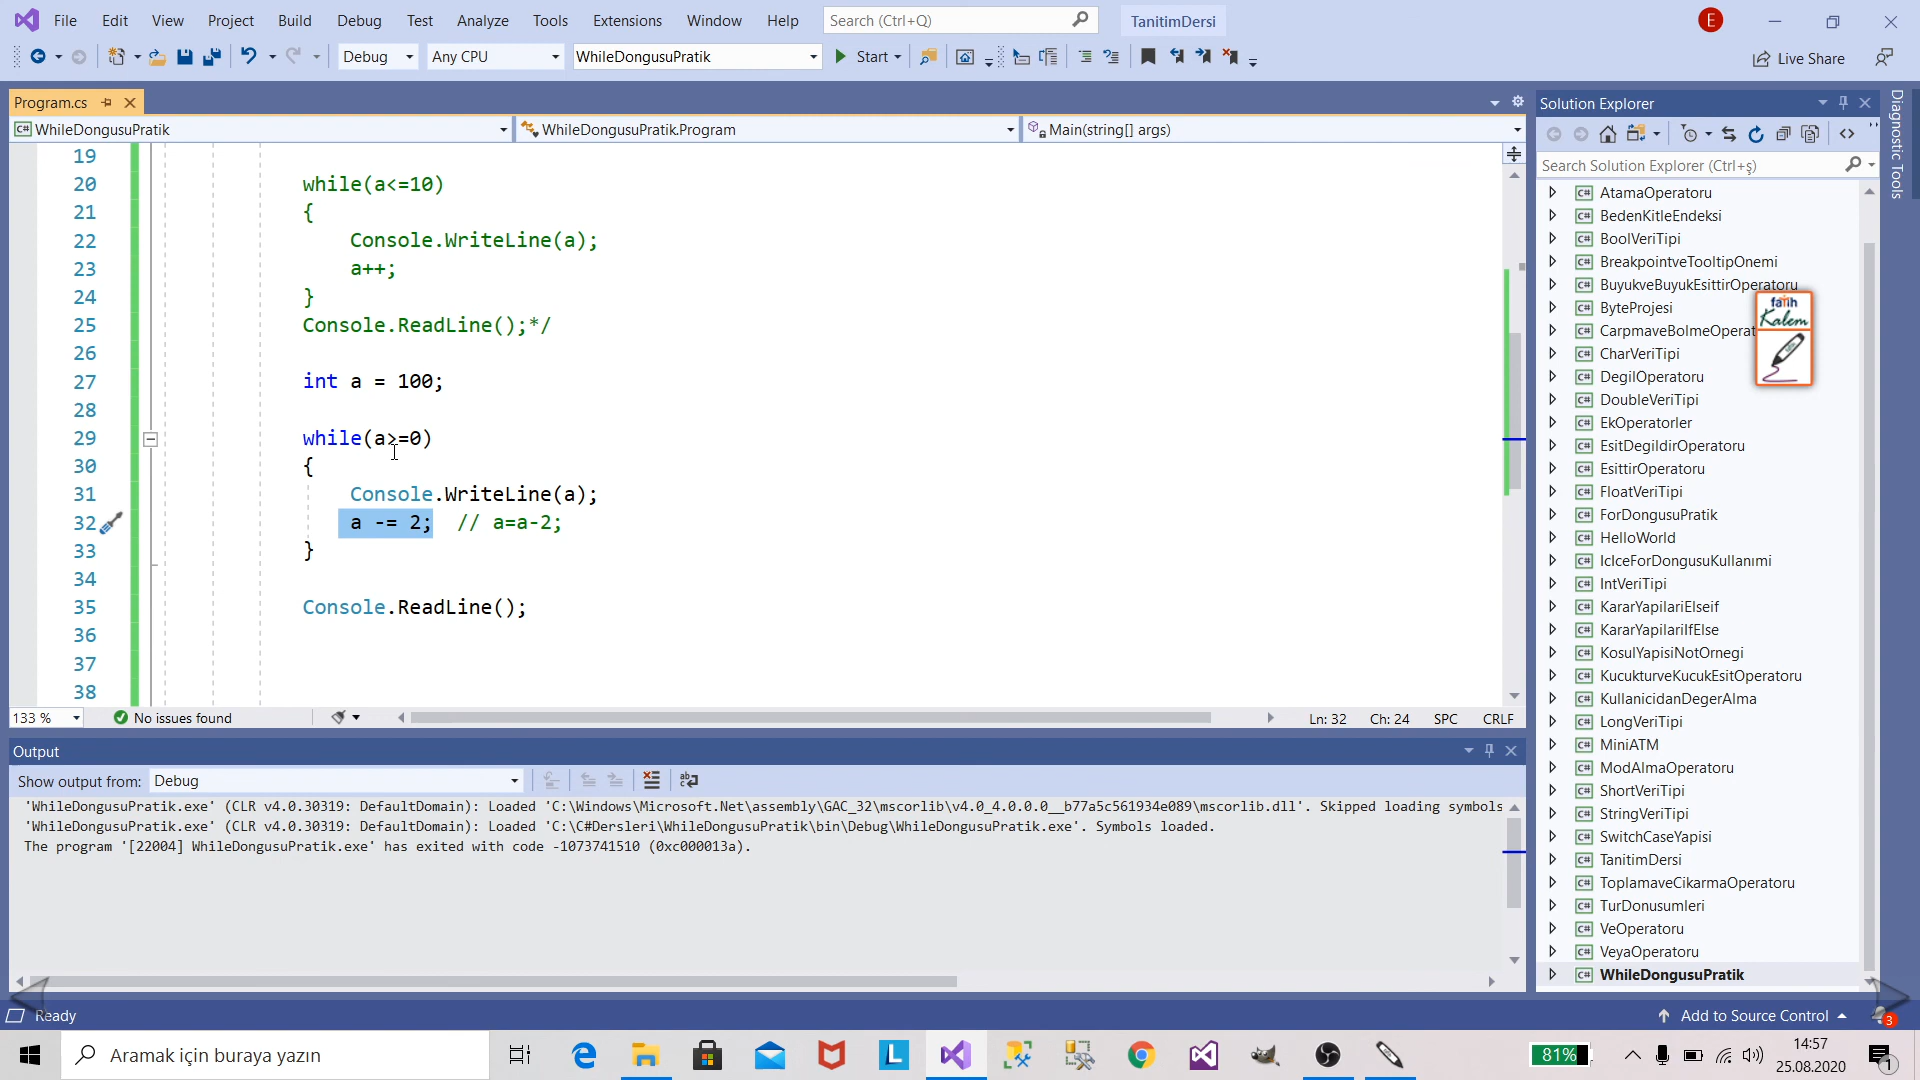 File Edit View Project Build Debug Test Analyze Tools Extensions Window Help Search (Ctrl+Q) TanitimDersi E
Debug Any CPU WhileDongusuPratik Start Live Share
Program.cs
WhileDongusuPratik WhileDongusuPratik.Program Main(string[] args)
19
20 while(a<=10)
21 {
22 Console.WriteLine(a);
23 a++;
24 }
25 Console.ReadLine();*/
26
27 int a = 100;
28
29 while(a>=0)
30 {
31 Console.WriteLine(a);
32 a -= 2; // a=a-2;
33 }
34
35 Console.ReadLine();
36
37
38
133 % No issues found Ln: 32 Ch: 24 SPC CRLF
Output
Show output from: Debug
'WhileDongusuPratik.exe' (CLR v4.0.30319: DefaultDomain): Loaded 'C:\Windows\Microsoft.Net\assembly\GAC_32\mscorlib\v4.0_4.0.0.0__b77a5c561934e089\mscorlib.dll'. Skipped loading symbols
'WhileDongusuPratik.exe' (CLR v4.0.30319: DefaultDomain): Loaded 'C:\C#Dersleri\WhileDongusuPratik\bin\Debug\WhileDongusuPratik.exe'. Symbols loaded.
The program '[22004] WhileDongusuPratik.exe' has exited with code -1073741510 (0xc000013a).
Solution Explorer
Search Solution Explorer (Ctrl+ş)
AtamaOperatoru
BedenKitleEndeksi
BoolVeriTipi
BreakpointveTooltipOnemi
BuyukveBuyukEsittirOperatoru
ByteProjesi
CarpmaveBolmeOperat
CharVeriTipi
DegilOperatoru
DoubleVeriTipi
EkOperatorler
EsitDegildirOperatoru
EsittirOperatoru
FloatVeriTipi
ForDongusuPratik
HelloWorld
IcIceForDongusuKullanımi
IntVeriTipi
KararYapilariElseif
KararYapilariIfElse
KosulYapisiNotOrnegi
KucukturveKucukEsitOperatoru
KullanicidanDegerAlma
LongVeriTipi
MiniATM
ModAlmaOperatoru
ShortVeriTipi
StringVeriTipi
SwitchCaseYapisi
TanitimDersi
ToplamaveCikarmaOperatoru
TurDonusumleri
VeOperatoru
VeyaOperatoru
WhileDongusuPratik
fatih
Kalem
Diagnostic Tools
Ready Add to Source Control 3
Aramak için buraya yazın 81% 14:57
25.08.2020 1